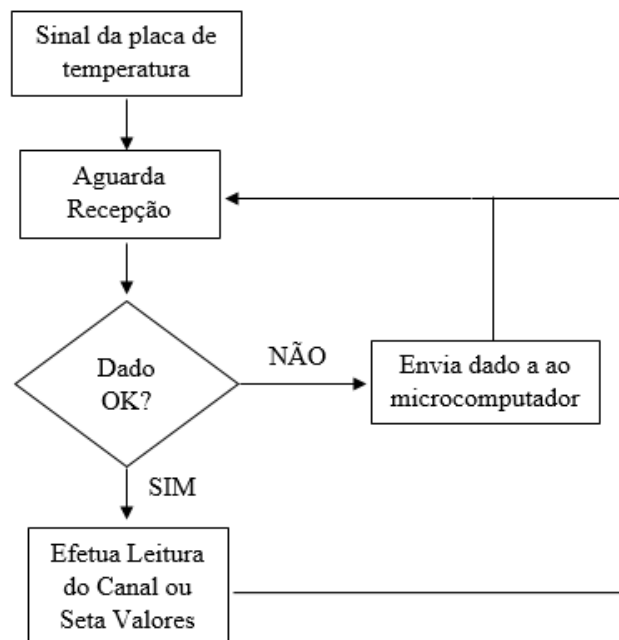 Sinal da placa de
temperatura
Aguarda
Recepção
Dado
OK?
NÃO
Envia dado a ao
microcomputador
SIM
Efetua Leitura
do Canal ou
Seta Valores